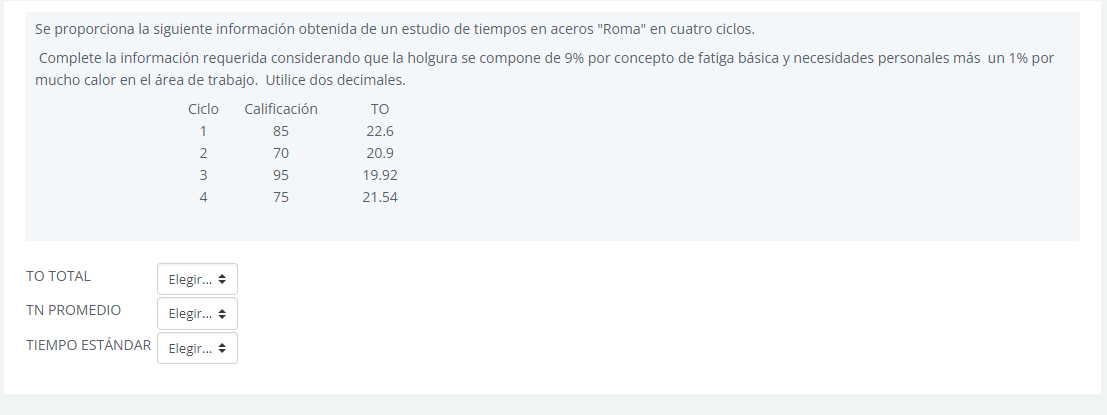 Se proporciona la siguiente información obtenida de un estudio de tiempos en aceros "Roma" en cuatro ciclos.
Complete la información requerida considerando que la holgura se compone de 9% por concepto de fatiga básica y necesidades personales más un 1% por
mucho calor en el área de trabajo. Utilice dos decimales.
Ciclo Calificación TO
1 85 22.6
2 70 20.9
3 95 19.92
4 75 21.54
TO TOTAL Elegir...
TN PROMEDIO Elegir...
TIEMPO ESTÁNDAR Elegir...